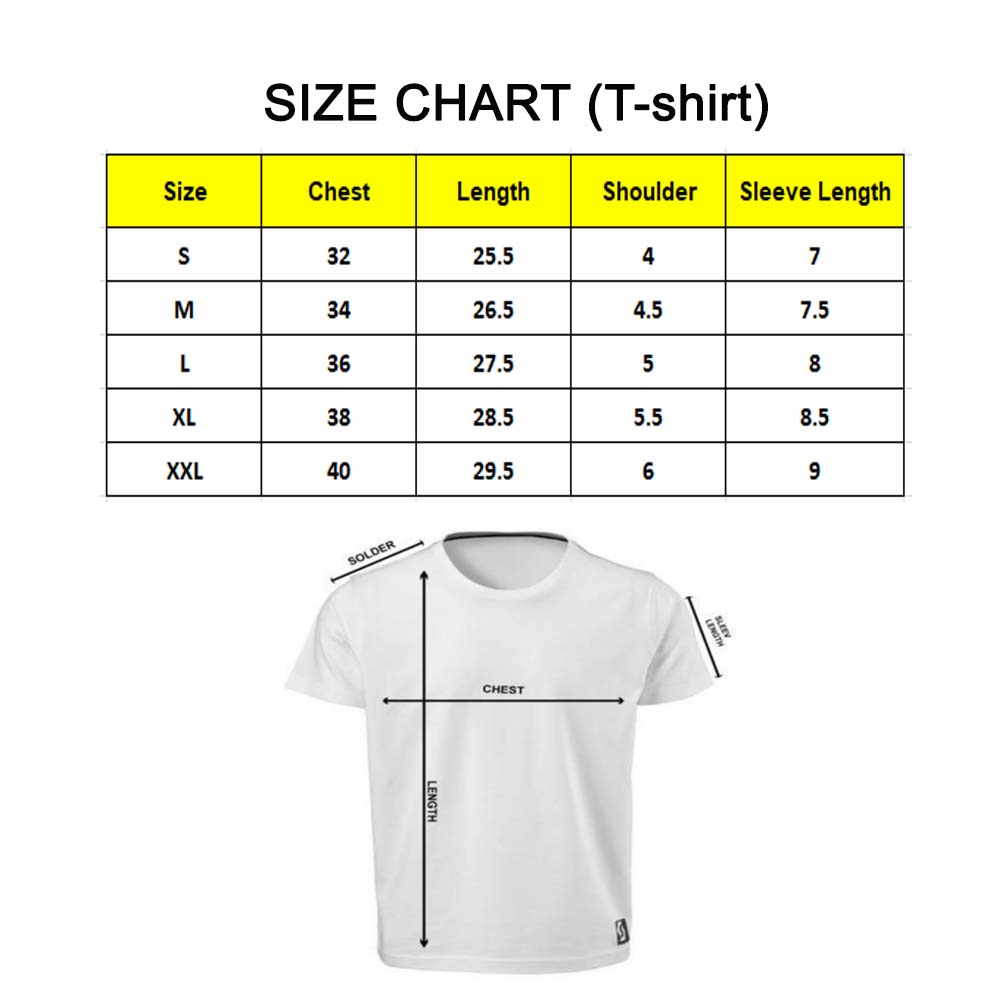 SIZE CHART (T-shirt)
Size Chest Length Shoulder Sleeve Length
S 32 25.5 4 7
M 34 26.5 4.5 7.5
L 36 27.5 5 8
XL 38 28.5 5.5 8.5
XXL 40 29.5 6 9
SOLDER
SLEEV
LENGTH
CHEST
LENGTH